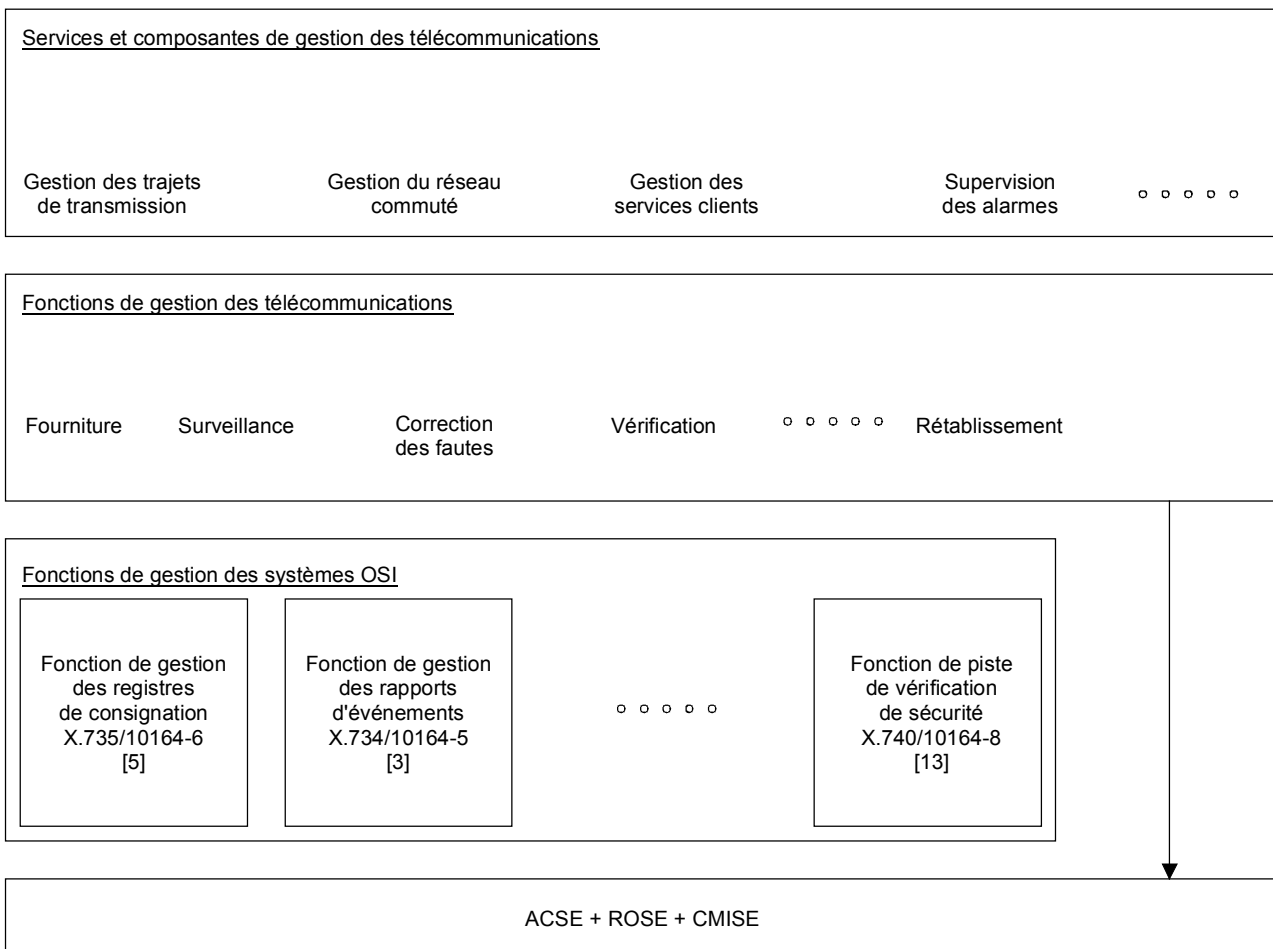 Services et composantes de gestion des télécommunications
Gestion des trajets
de transmission
Gestion du réseau
commuté
Gestion des
services clients
Supervision
des alarmes
Fonctions de gestion des télécommunications
Fourniture
Surveillance
Correction
des fautes
Vérification
Rétablissement
Fonctions de gestion des systèmes OSI
Fonction de gestion
des registres
de consignation
X.735/10164-6
[5]
Fonction de gestion
des rapports
d'événements
X.734/10164-5
[3]
Fonction de piste
de vérification
de sécurité
X.740/10164-8
[13]
ACSE + ROSE + CMISE